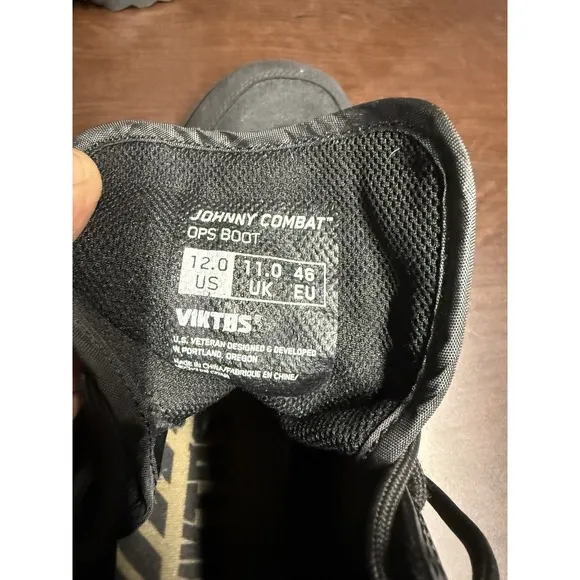 JOHNNY COMBAT™
OPS BOOT
12.0 11.0 46
US UK EU
VIKTOS®
U.S. VETERAN DESIGNED & DEVELOPED
IN PORTLAND, OREGON
MADE IN CHINA/FABRIQUE EN CHINE/